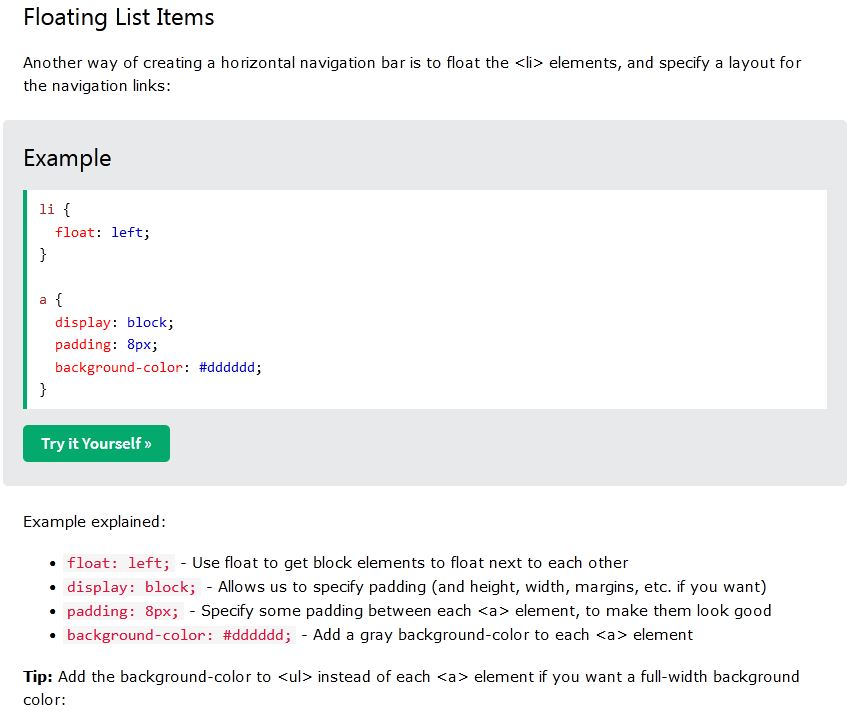 Floating List Items
Another way of creating a horizontal navigation bar is to float the <li> elements, and specify a layout for
the navigation links:
Example
li {
  float: left;
}

a {
  display: block;
  padding: 8px;
  background-color: #dddddd;
}
Try it Yourself »
Example explained:
• float: left; - Use float to get block elements to float next to each other
• display: block; - Allows us to specify padding (and height, width, margins, etc. if you want)
• padding: 8px; - Specify some padding between each <a> element, to make them look good
• background-color: #dddddd; - Add a gray background-color to each <a> element
Tip: Add the background-color to <ul> instead of each <a> element if you want a full-width background
color: